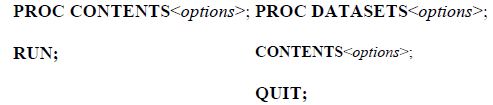 PROC CONTENTS<options>; PROC DATASETS<options>;
RUN; CONTENTS<options>;
QUIT;